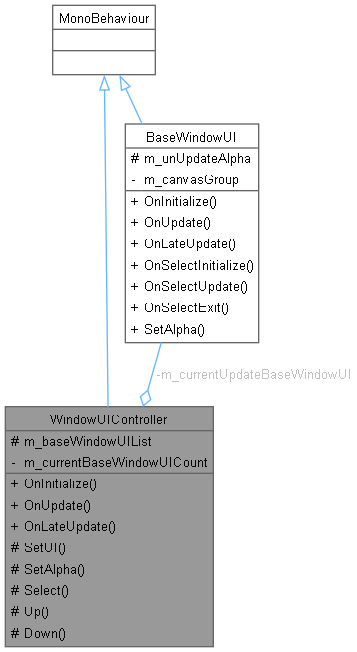 MonoBehaviour
BaseWindowUI
# m_unUpdateAlpha
- m_canvasGroup
+ OnInitialize()
+ OnUpdate()
+ OnLateUpdate()
+ OnSelectInitialize()
+ OnSelectUpdate()
+ OnSelectExit()
+ SetAlpha()
-m_currentUpdateBaseWindowUI
WindowUIController
# m_baseWindowUIList
- m_currentBaseWindowUICount
+ OnInitialize()
+ OnUpdate()
+ OnLateUpdate()
# SetUI()
# SetAlpha()
# Select()
# Up()
# Down()